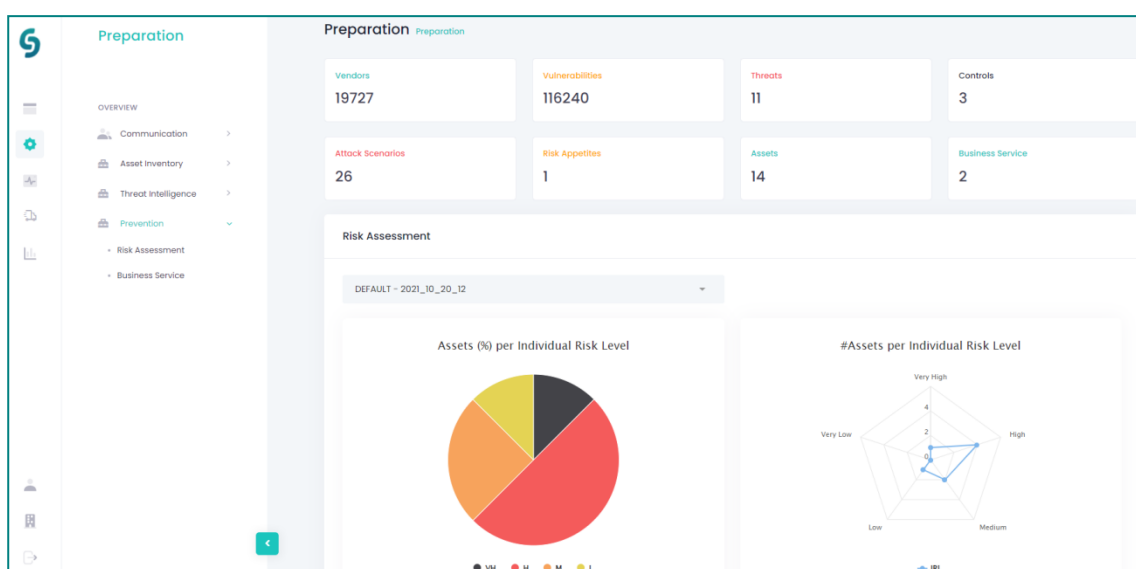 Preparation
OVERVIEW
Communication
Asset Inventory
Threat Intelligence
Prevention
Risk Assessment
Business Service
Preparation Preparation
Vendors
19727
Vulnerabilities
116240
Threats
11
Controls
3
Attack Scenarios
26
Risk Appetites
1
Assets
14
Business Service
2
Risk Assessment
DEFAULT - 2021_10_20_12
Assets (%) per Individual Risk Level
VH H M L
#Assets per Individual Risk Level
Very High
4
Very Low
2
High
0
Low
Medium
IRL